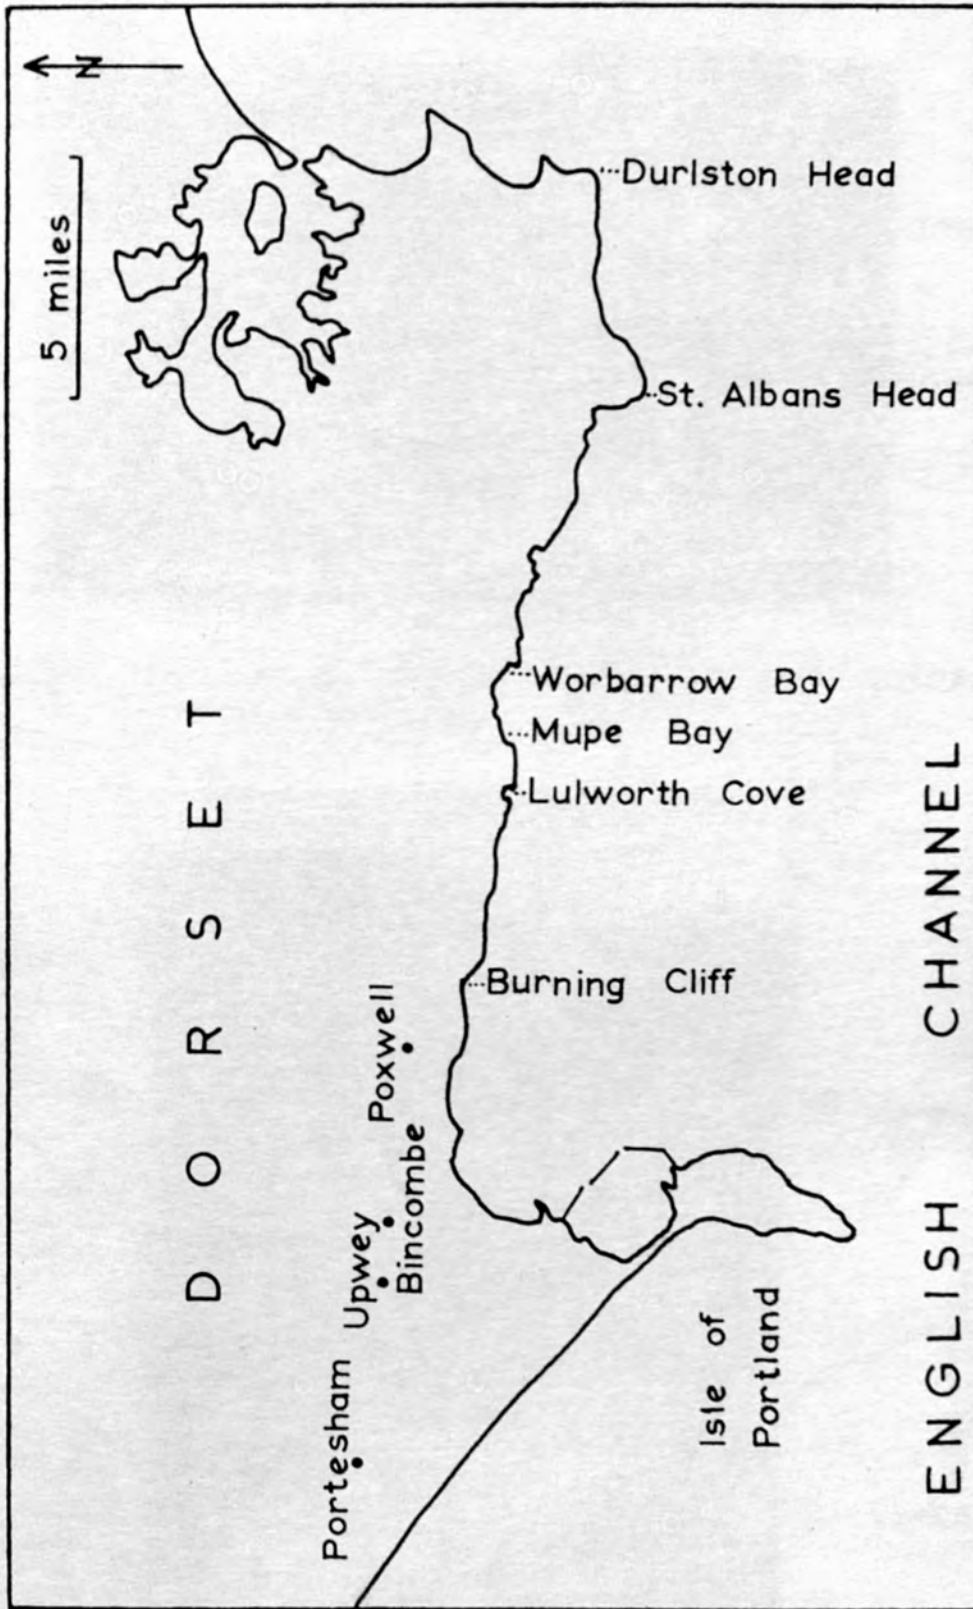 N
5 miles
Durlston Head
St. Albans Head
Worbarrow Bay
Mupe Bay
Lulworth Cove
Burning Cliff
DORSET
Poxwell
Bincombe
Upwey
Portesham
Isle of
Portland
ENGLISH CHANNEL